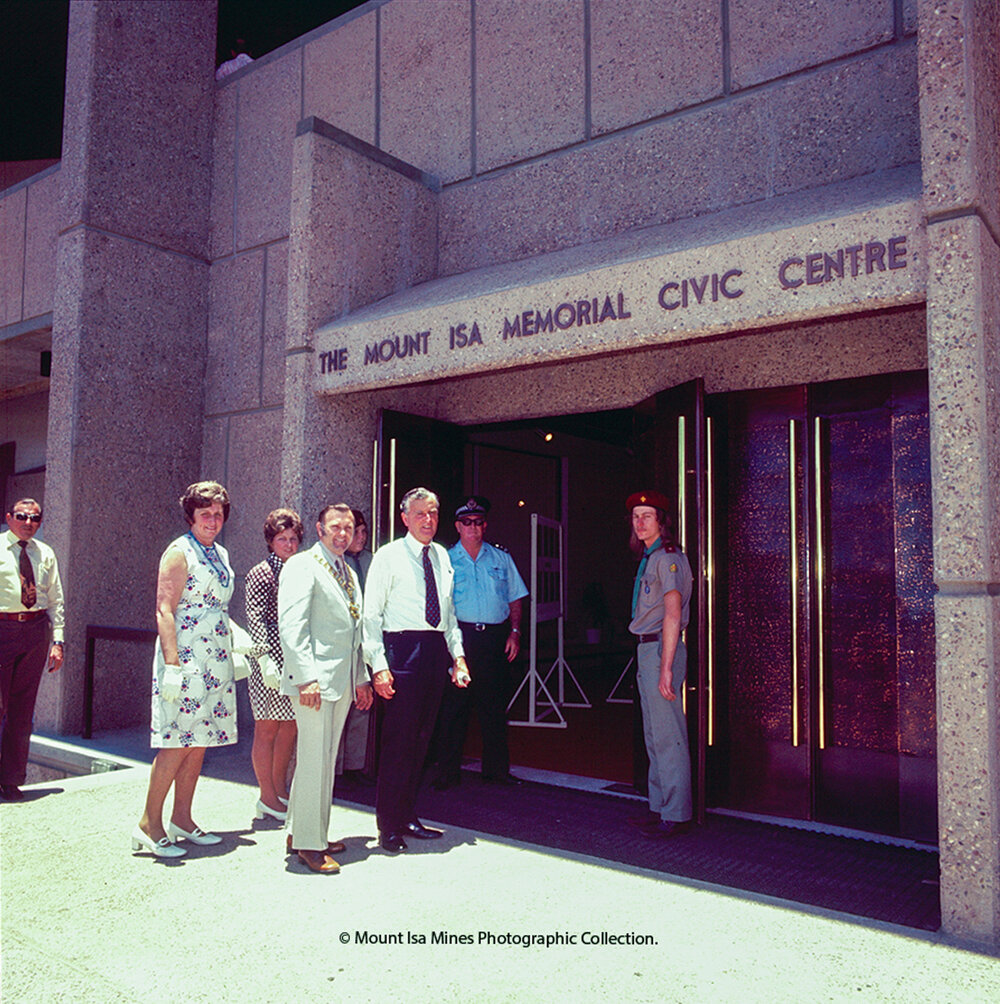 THE MOUNT ISA MEMORIAL CIVIC CENTRE
© Mount Isa Mines Photographic Collection.